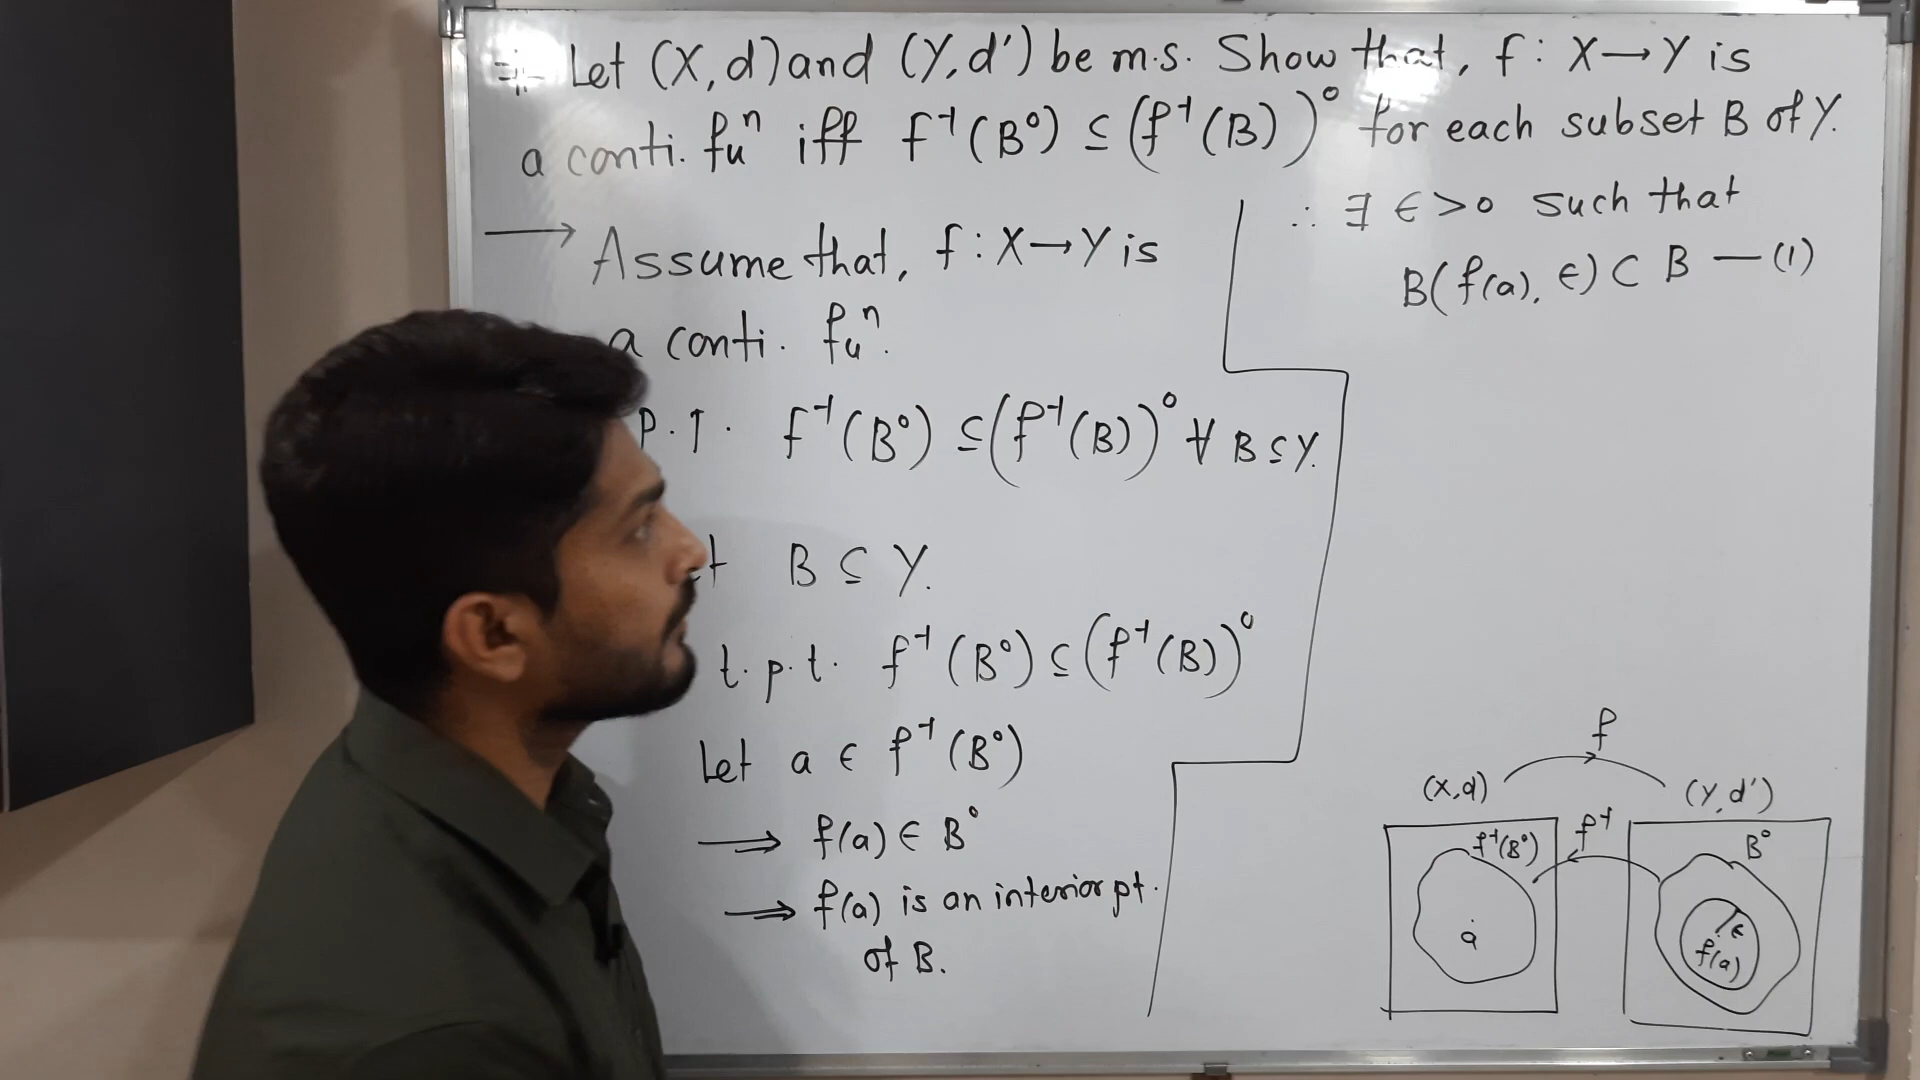 Let (X,d) and (Y,d') be m.s. Show that, f : X→Y is
a conti. fuⁿ iff f⁻¹(B°) ⊆ (f⁻¹(B))° for each subset B of Y.
→ Assume that, f : X→Y is
a conti. fuⁿ.
P.T. f⁻¹(B°) ⊆ (f⁻¹(B))° ∀ B⊆Y.
B ⊆ Y.
t.p.t. f⁻¹(B°) ⊆ (f⁻¹(B))°
Let a ∈ f⁻¹(B°)
⟹ f(a) ∈ B°
⟹ f(a) is an interior pt.
of B.
∴ ∃ ϵ>0 such that
B(f(a), ϵ) ⊂ B —(1)
f
(X,d) (Y,d')
f⁻¹(B°) f⁻¹ B°
a ϵ
f(a)